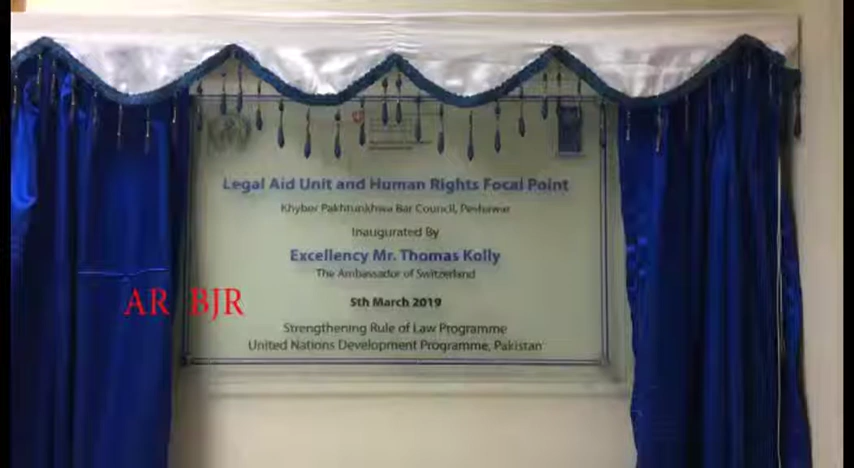 Legal Aid Unit and Human Rights Focal Point
Khyber Pakhtunkhwa Bar Council, Peshawar
Inaugurated By
Excellency Mr. Thomas Kolly
The Ambassador of Switzerland
AR BJR
5th March 2019
Strengthening Rule of Law Programme
United Nations Development Programme, Pakistan